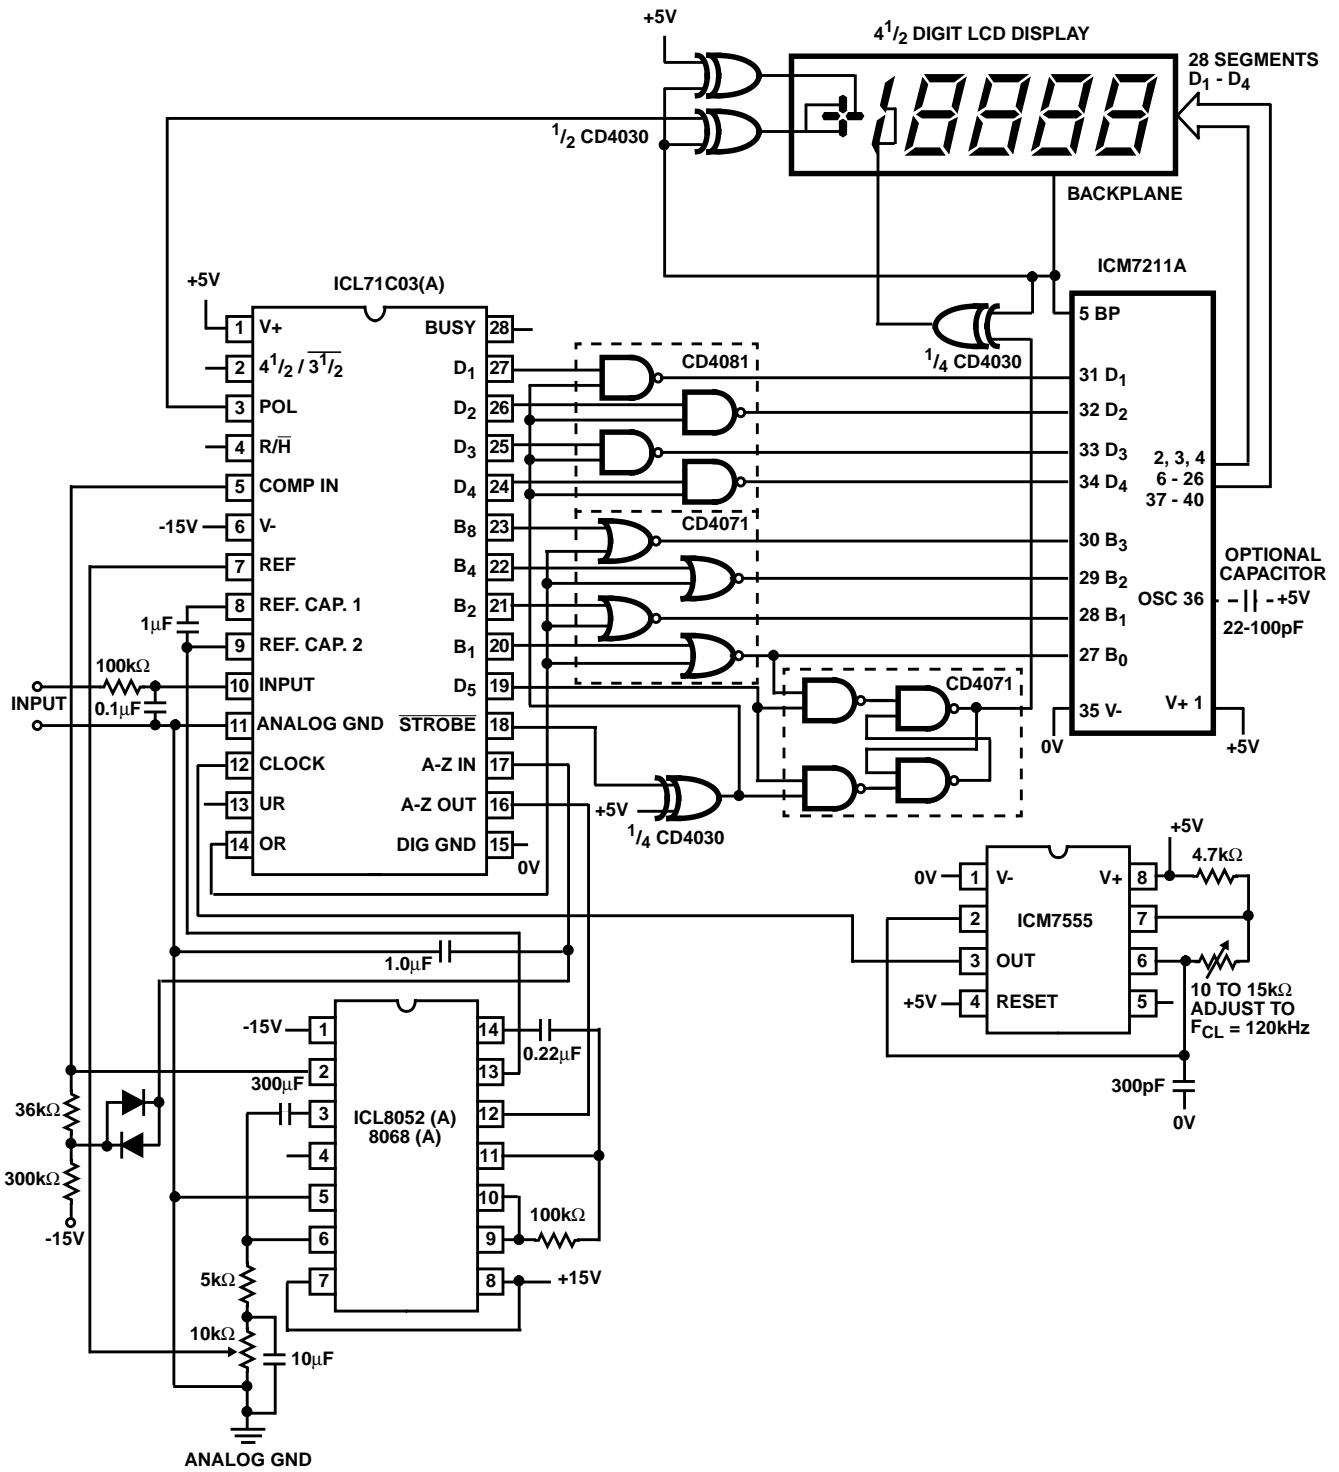 +5V
4 1/2 DIGIT LCD DISPLAY
28 SEGMENTS
D1 - D4
1/2 CD4030
BACKPLANE
ICM7211A
5 BP
31 D1
32 D2
33 D3
34 D4
30 B3
29 B2
28 B1
27 B0
35 V-
2, 3, 4
6 - 26
37 - 40
OSC 36
V+ 1
OPTIONAL
CAPACITOR
+5V
22-100pF
0V
+5V
1/4 CD4030
+5V
ICL71C03(A)
1 V+
2 4 1/2 / 3 1/2
3 POL
4 R/H
5 COMP IN
-15V
6 V-
7 REF
8 REF. CAP. 1
1μF
9 REF. CAP. 2
100kΩ
10 INPUT
INPUT
0.1μF
11 ANALOG GND
12 CLOCK
13 UR
14 OR
BUSY 28
D1 27
D2 26
D3 25
D4 24
B8 23
B4 22
B2 21
B1 20
D5 19
STROBE 18
A-Z IN 17
A-Z OUT 16
DIG GND 15
0V
CD4081
CD4071
CD4071
+5V
1/4 CD4030
1.0μF
+5V
4.7kΩ
0V
1 V-
2
3 OUT
+5V
4 RESET
ICM7555
V+ 8
7
6
5
10 TO 15kΩ
ADJUST TO
FCL = 120kHz
300pF
0V
-15V
1
2
300μF
3
4
5
6
7
ICL8052 (A)
8068 (A)
14
0.22μF
13
12
11
10
100kΩ
9
8
+15V
36kΩ
300kΩ
-15V
5kΩ
10kΩ
10μF
ANALOG GND